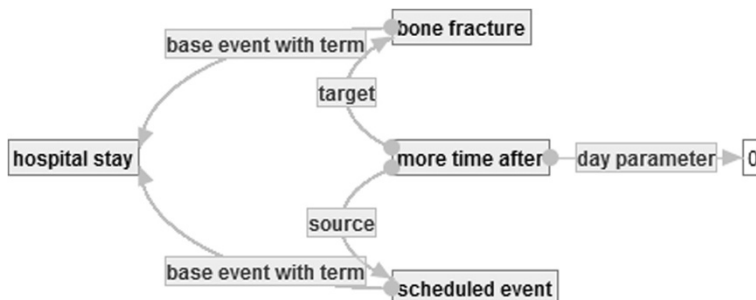 base event with term
bone fracture
target
hospital stay
more time after
day parameter
0
source
base event with term
scheduled event